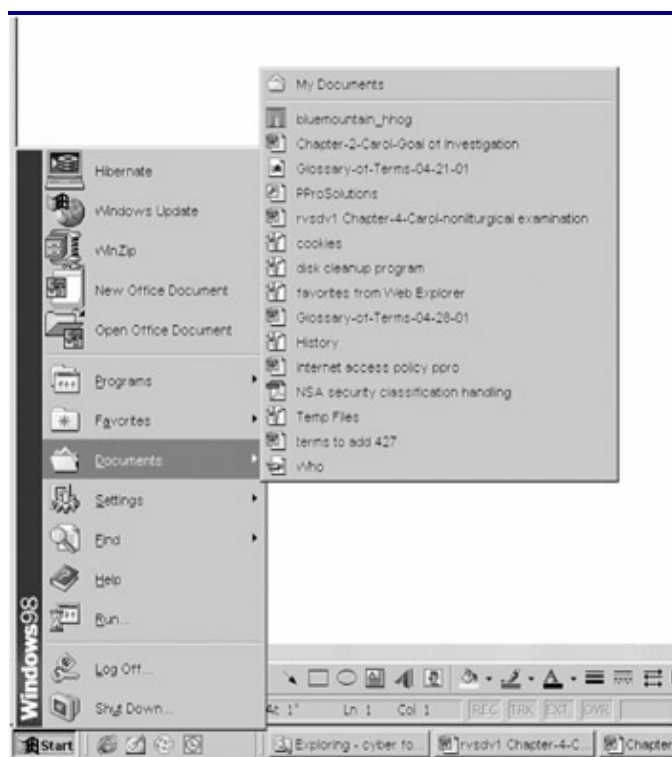 My Documents
bluemountain_hhog
Chapter-2-Carol-Goal of Investigation
Glossary-of-Terms-04-21-01
PProSolutions
rvsdv1 Chapter-4-Carol-nonliturgical examination
cookies
disk cleanup program
favorites from Web Explorer
Glossary-of-Terms-04-28-01
History
internet access policy ppro
NSA security classification handling
Temp Files
terms to add 427
Who
Hibernate
Windows Update
WinZip
New Office Document
Open Office Document
Programs
Favorites
Documents
Settings
Find
Help
Run...
Log Off...
Shut Down...
Windows98
At 1" Ln 1 Col 1 REC TRK EXT OVR
Start Exploring - cyber fo... rvsdv1 Chapter-4-C... Chapter